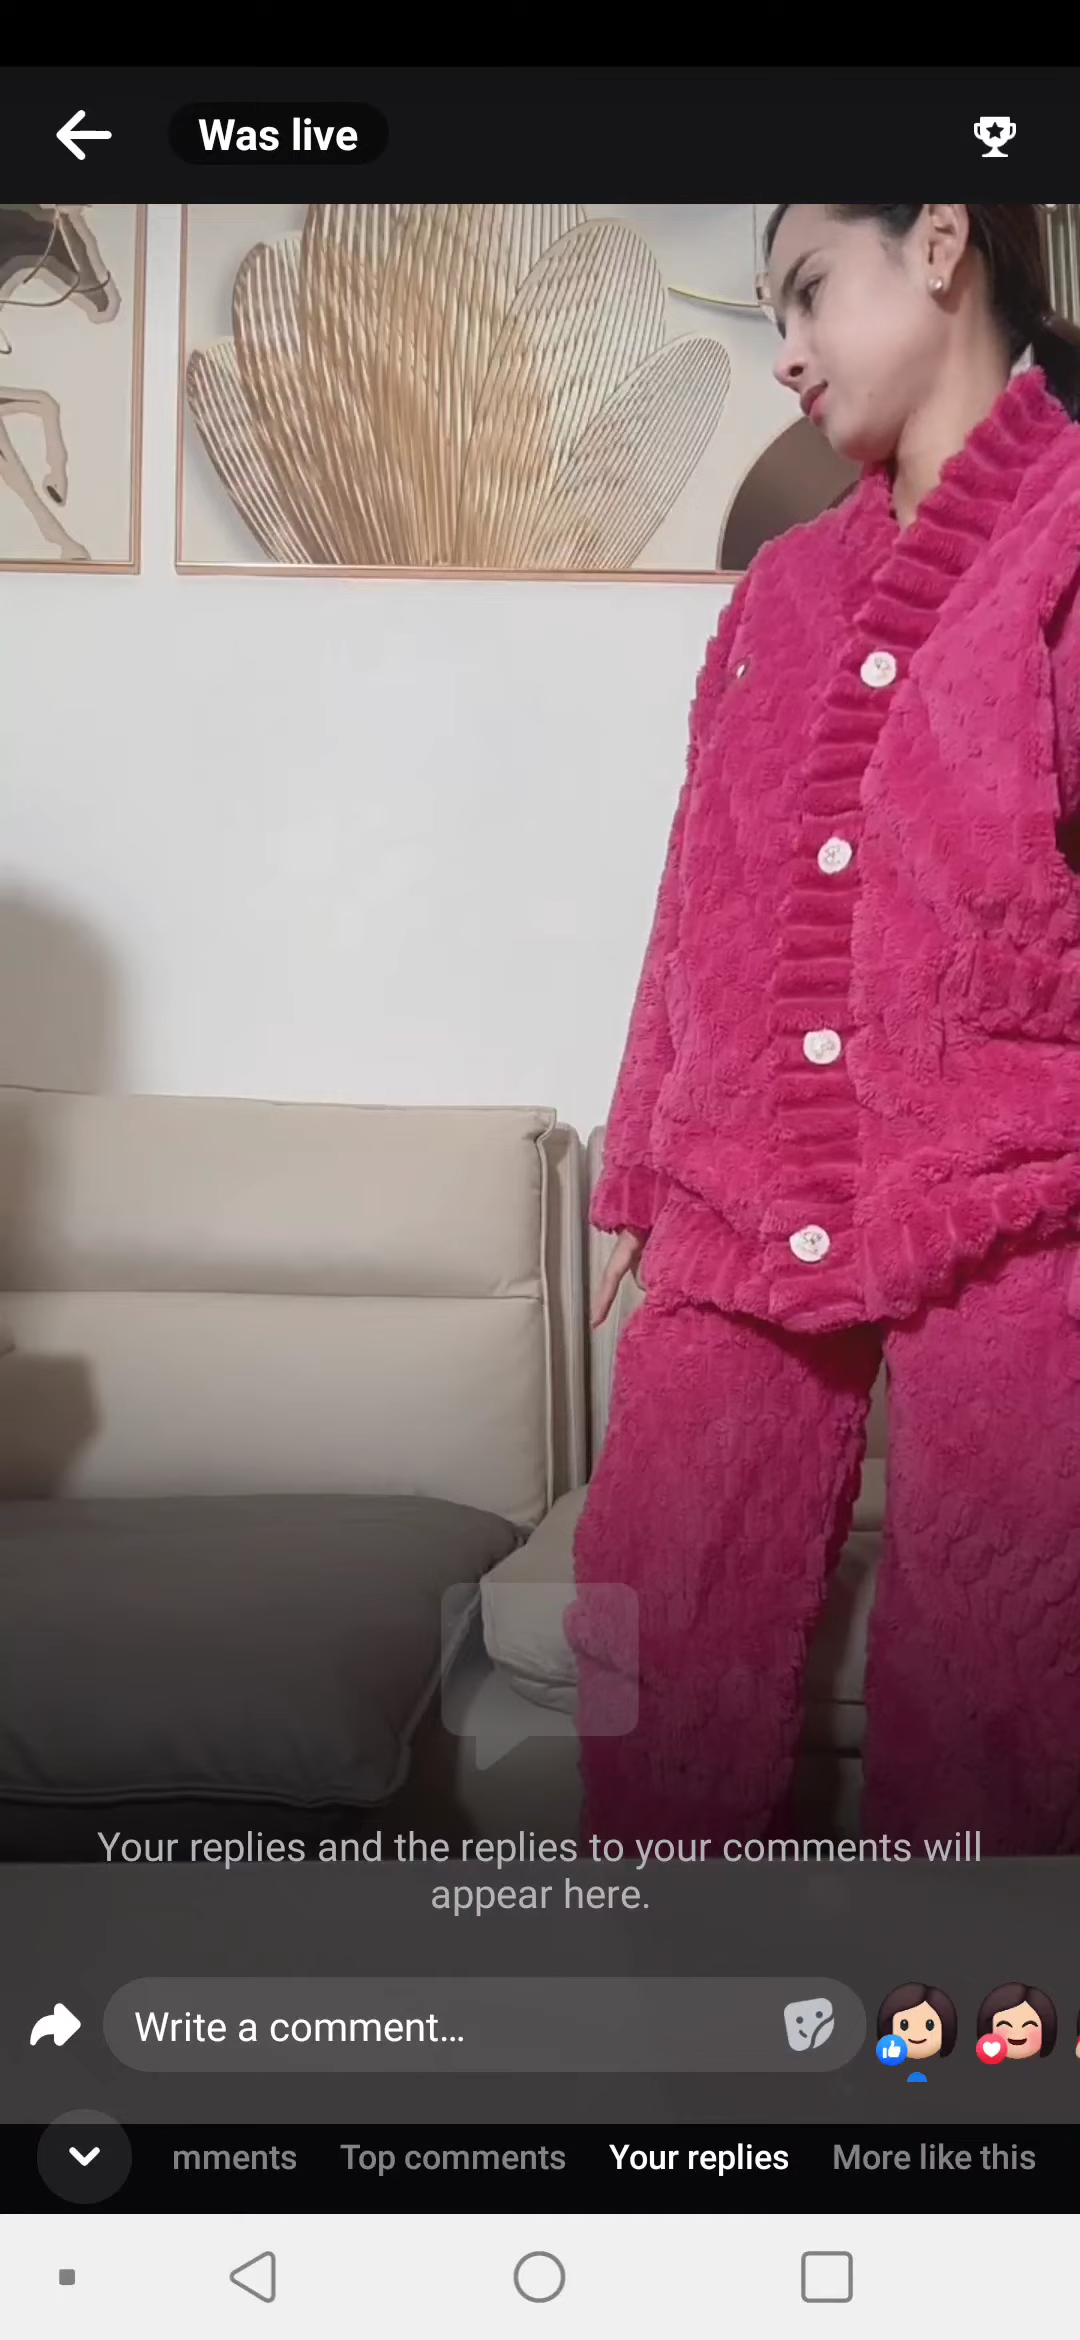 Was live
Your replies and the replies to your comments will
appear here.
Write a comment...
mments Top comments Your replies More like this